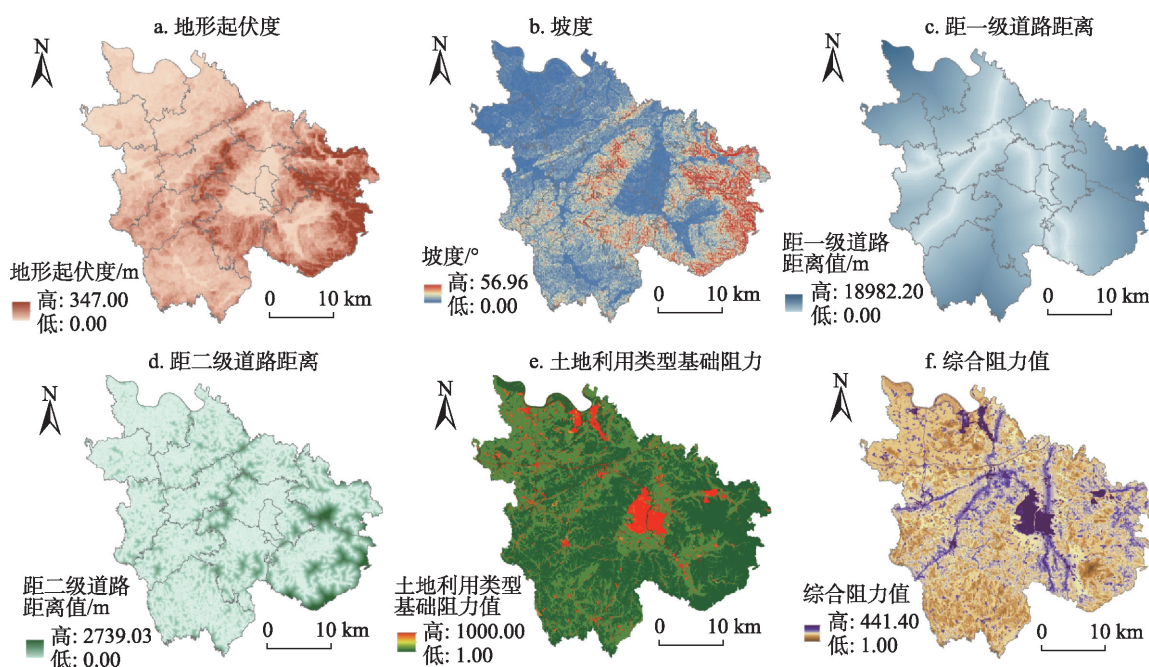 a. 地形起伏度
N
地形起伏度/m
高: 347.00
低: 0.00
0 10 km
b. 坡度
N
坡度/°
高: 56.96
低: 0.00
0 10 km
c. 距一级道路距离
N
距一级道路
距离值/m
高: 18982.20
低: 0.00
0 10 km
d. 距二级道路距离
N
距二级道路
距离值/m
高: 2739.03
低: 0.00
0 10 km
e. 土地利用类型基础阻力
N
土地利用类型
基础阻力值
高: 1000.00
低: 1.00
0 10 km
f. 综合阻力值
N
综合阻力值
高: 441.40
低: 1.00
0 10 km